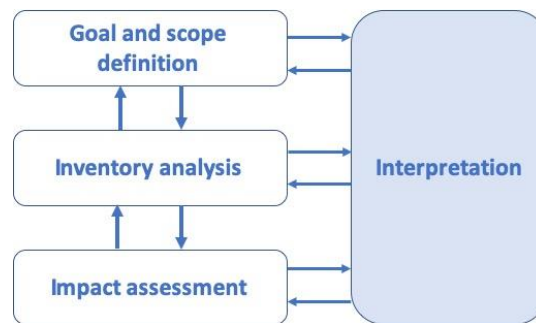 Goal and scope
definition
Inventory analysis
Interpretation
Impact assessment